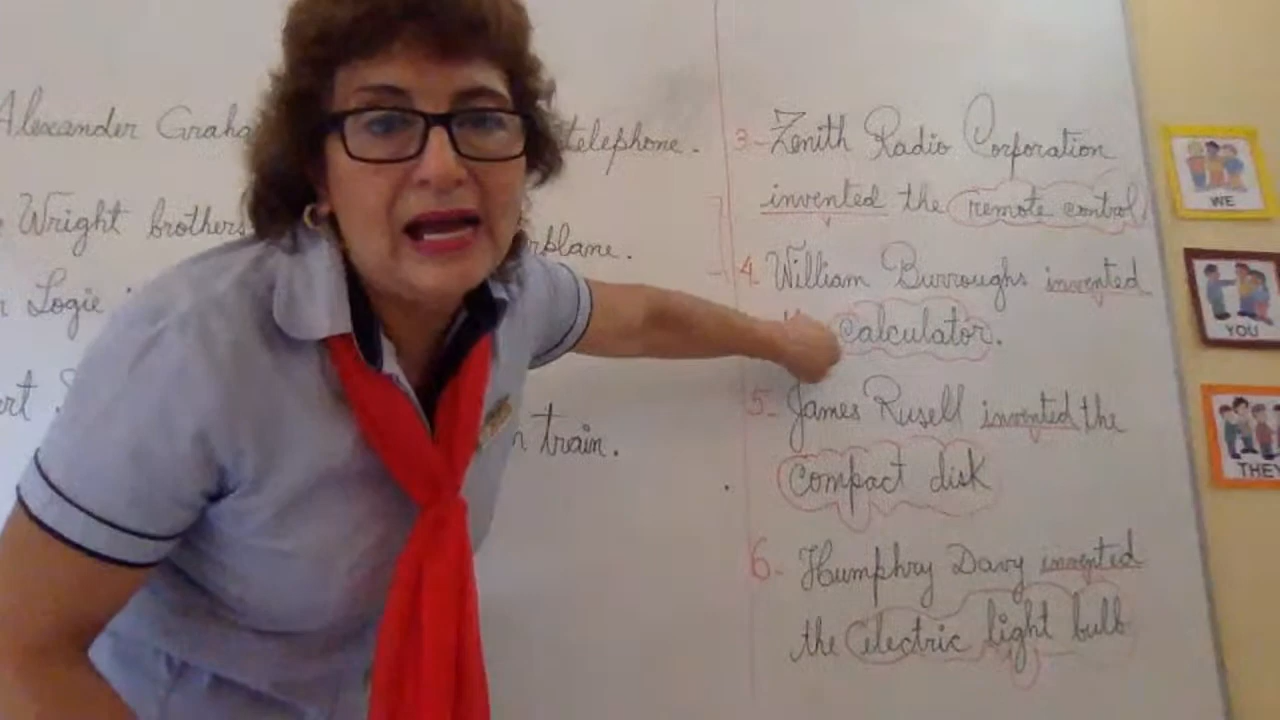 Alexander Graha telephone.
Wright brothers rplane.
Logie
train.
3- Zenith Radio Corporation
invented the remote control
4. William Burroughs invented
calculator.
5- James Rusell invented the
compact disk
6- Humphry Davy invented
the electric light bulb
WE
YOU
THEY